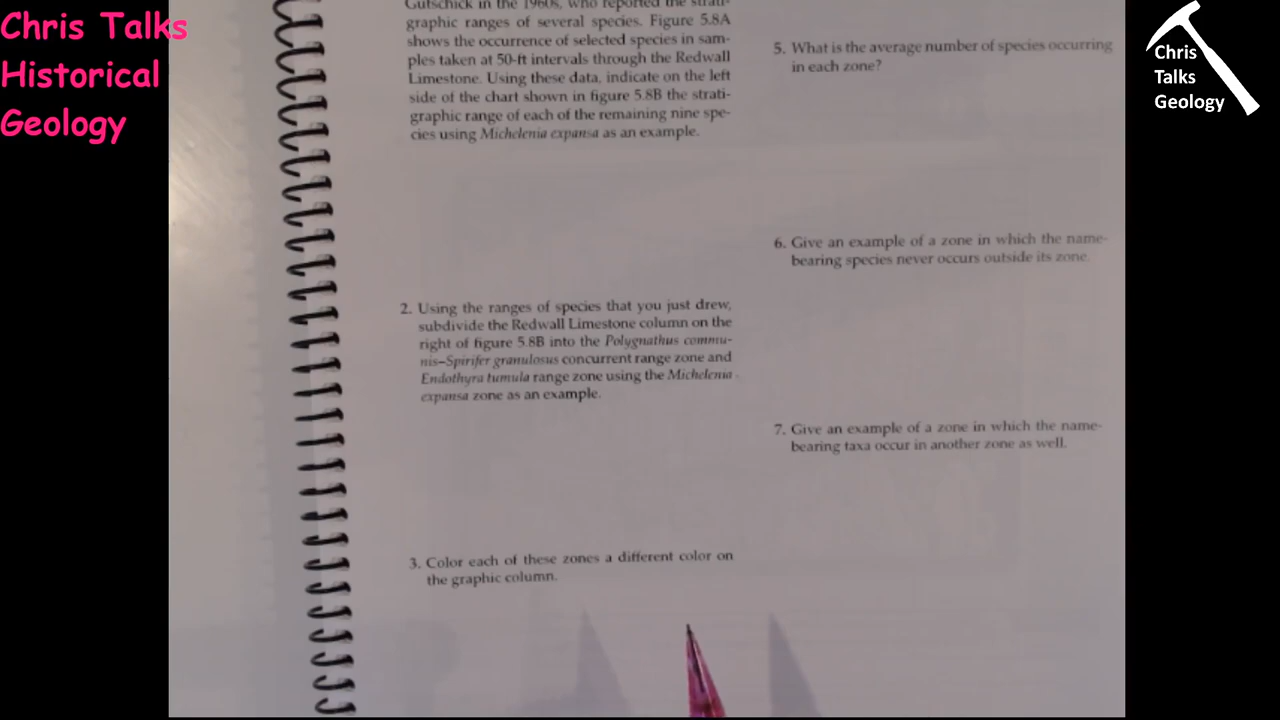 Chris Talks
Historical
Geology
Chris
Talks
Geology
Gutschick in the 1960s, who reported the strati-
graphic ranges of several species. Figure 5.8A
shows the occurrence of selected species in sam-
ples taken at 50-ft intervals through the Redwall
Limestone. Using these data, indicate on the left
side of the chart shown in figure 5.8B the strati-
graphic range of each of the remaining nine spe-
cies using Michelenia expansa as an example.
2. Using the ranges of species that you just drew,
subdivide the Redwall Limestone column on the
right of figure 5.8B into the Polygnathus commu-
nis–Spirifer granulosus concurrent range zone and
Endothyra tumula range zone using the Michelenia
expansa zone as an example.
3. Color each of these zones a different color on
the graphic column.
5. What is the average number of species occurring
in each zone?
6. Give an example of a zone in which the name-
bearing species never occurs outside its zone.
7. Give an example of a zone in which the name-
bearing taxa occur in another zone as well.